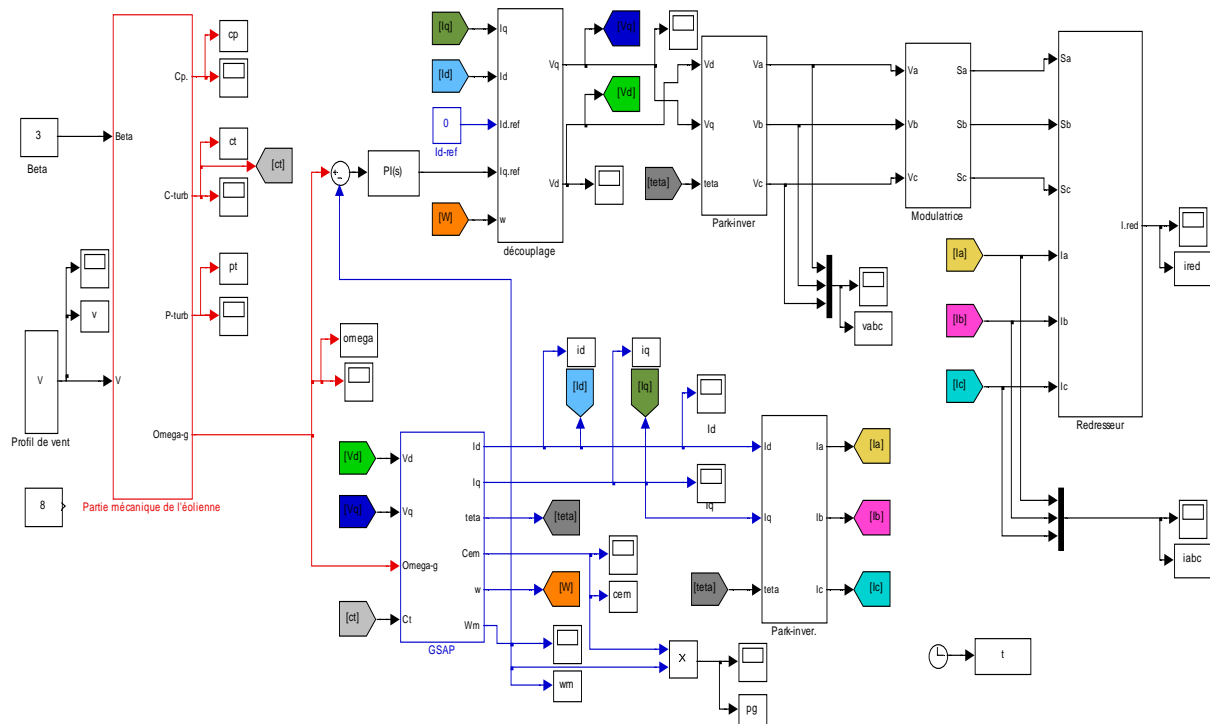 3
Beta
V
Profil de vent
8
v
Beta
V
Cp.
C-turb
P-turb
Omega-g
Partie mécanique de l'éolienne
cp
ct
[ct]
pt
omega
PI(s)
[Iq]
[Id]
0
Id-ref
[W]
Iq
Id
Id.ref
Iq.ref
w
Vq
Vd
découplage
[Vq]
[Vd]
[teta]
Vd
Vq
teta
Va
Vb
Vc
Park-inver
vabc
Va
Vb
Vc
Sa
Sb
Sc
Modulatrice
[Ia]
[Ib]
[Ic]
Sa
Sb
Sc
Ia
Ib
Ic
I.red
Redresseur
ired
iabc
[Vd]
[Vq]
[ct]
Vd
Vq
Omega-g
Ct
Id
Iq
teta
Cem
w
Wm
GSAP
id
[Id]
iq
[Iq]
Id
Iq
[teta]
cem
[W]
wm
X
pg
[teta]
Id
Iq
teta
Ia
Ib
Ic
Park-inver.
[Ia]
[Ib]
[Ic]
t